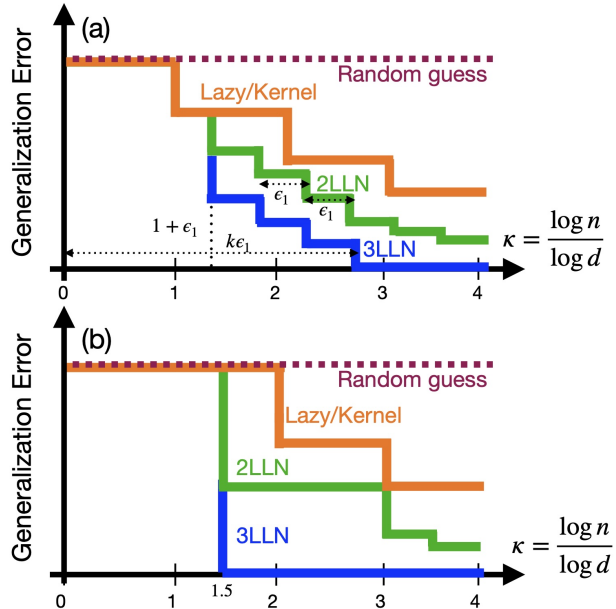 (a)
Generalization Error
Random guess
Lazy/Kernel
2LLN
ϵ₁
ϵ₁
1 + ϵ₁
kϵ₁
3LLN
κ = log n / log d
0 1 2 3 4
(b)
Generalization Error
Random guess
Lazy/Kernel
2LLN
3LLN
κ = log n / log d
1.5
0 1 2 3 4